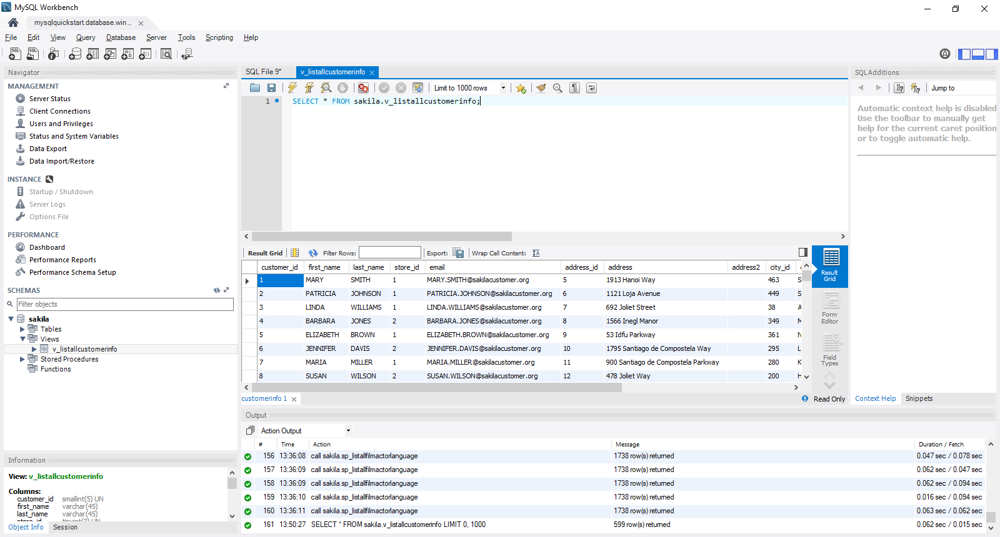 MySQL Workbench
mysqlquickstart.database.win...
File Edit View Query Database Server Tools Scripting Help
Navigator
MANAGEMENT
Server Status
Client Connections
Users and Privileges
Status and System Variables
Data Export
Data Import/Restore
INSTANCE
Startup / Shutdown
Server Logs
Options File
PERFORMANCE
Dashboard
Performance Reports
Performance Schema Setup
SCHEMAS
Filter objects
sakila
Tables
Views
v_listallcustomerinfo
Stored Procedures
Functions
Information
View: v_listallcustomerinfo
Columns:
customer_id smallint(5) UN
first_name varchar(45)
last_name varchar(45)
store_id tinyint(3) UN
Object Info Session
SQL File 9* v_listallcustomerinfo
Limit to 1000 rows
1 SELECT * FROM sakila.v_listallcustomerinfo;
Result Grid Filter Rows: Export: Wrap Cell Content:
customer_id first_name last_name store_id email address_id address address2 city_id
1 MARY SMITH 1 MARY.SMITH@sakilacustomer.org 5 1913 Hanoi Way 463 S
2 PATRICIA JOHNSON 1 PATRICIA.JOHNSON@sakilacustomer.org 6 1121 Loja Avenue 449 S
3 LINDA WILLIAMS 1 LINDA.WILLIAMS@sakilacustomer.org 7 692 Joliet Street 38 A
4 BARBARA JONES 2 BARBARA.JONES@sakilacustomer.org 8 1566 Inegl Manor 349 M
5 ELIZABETH BROWN 1 ELIZABETH.BROWN@sakilacustomer.org 9 53 Idfu Parkway 361 N
6 JENNIFER DAVIS 2 JENNIFER.DAVIS@sakilacustomer.org 10 1795 Santiago de Compostela Way 295 L
7 MARIA MILLER 1 MARIA.MILLER@sakilacustomer.org 11 900 Santiago de Compostela Parkway 280 K
8 SUSAN WILSON 2 SUSAN.WILSON@sakilacustomer.org 12 478 Joliet Way 200 H
Result
Grid
Form
Editor
Field
Types
customerinfo 1
Read Only
SQLAdditions
Jump to
Automatic context help is disabled
Use the toolbar to manually get
help for the current caret position
or to toggle automatic help.
Context Help Snippets
Output
Action Output
# Time Action Message Duration / Fetch
156 13:36:08 call sakila.sp_listallfilmactorlanguage 1738 row(s) returned 0.047 sec / 0.078 sec
157 13:36:09 call sakila.sp_listallfilmactorlanguage 1738 row(s) returned 0.062 sec / 0.047 sec
158 13:36:09 call sakila.sp_listallfilmactorlanguage 1738 row(s) returned 0.062 sec / 0.094 sec
159 13:36:10 call sakila.sp_listallfilmactorlanguage 1738 row(s) returned 0.016 sec / 0.094 sec
160 13:36:11 call sakila.sp_listallfilmactorlanguage 1738 row(s) returned 0.063 sec / 0.062 sec
161 13:50:27 SELECT * FROM sakila.v_listallcustomerinfo LIMIT 0, 1000 599 row(s) returned 0.062 sec / 0.015 sec